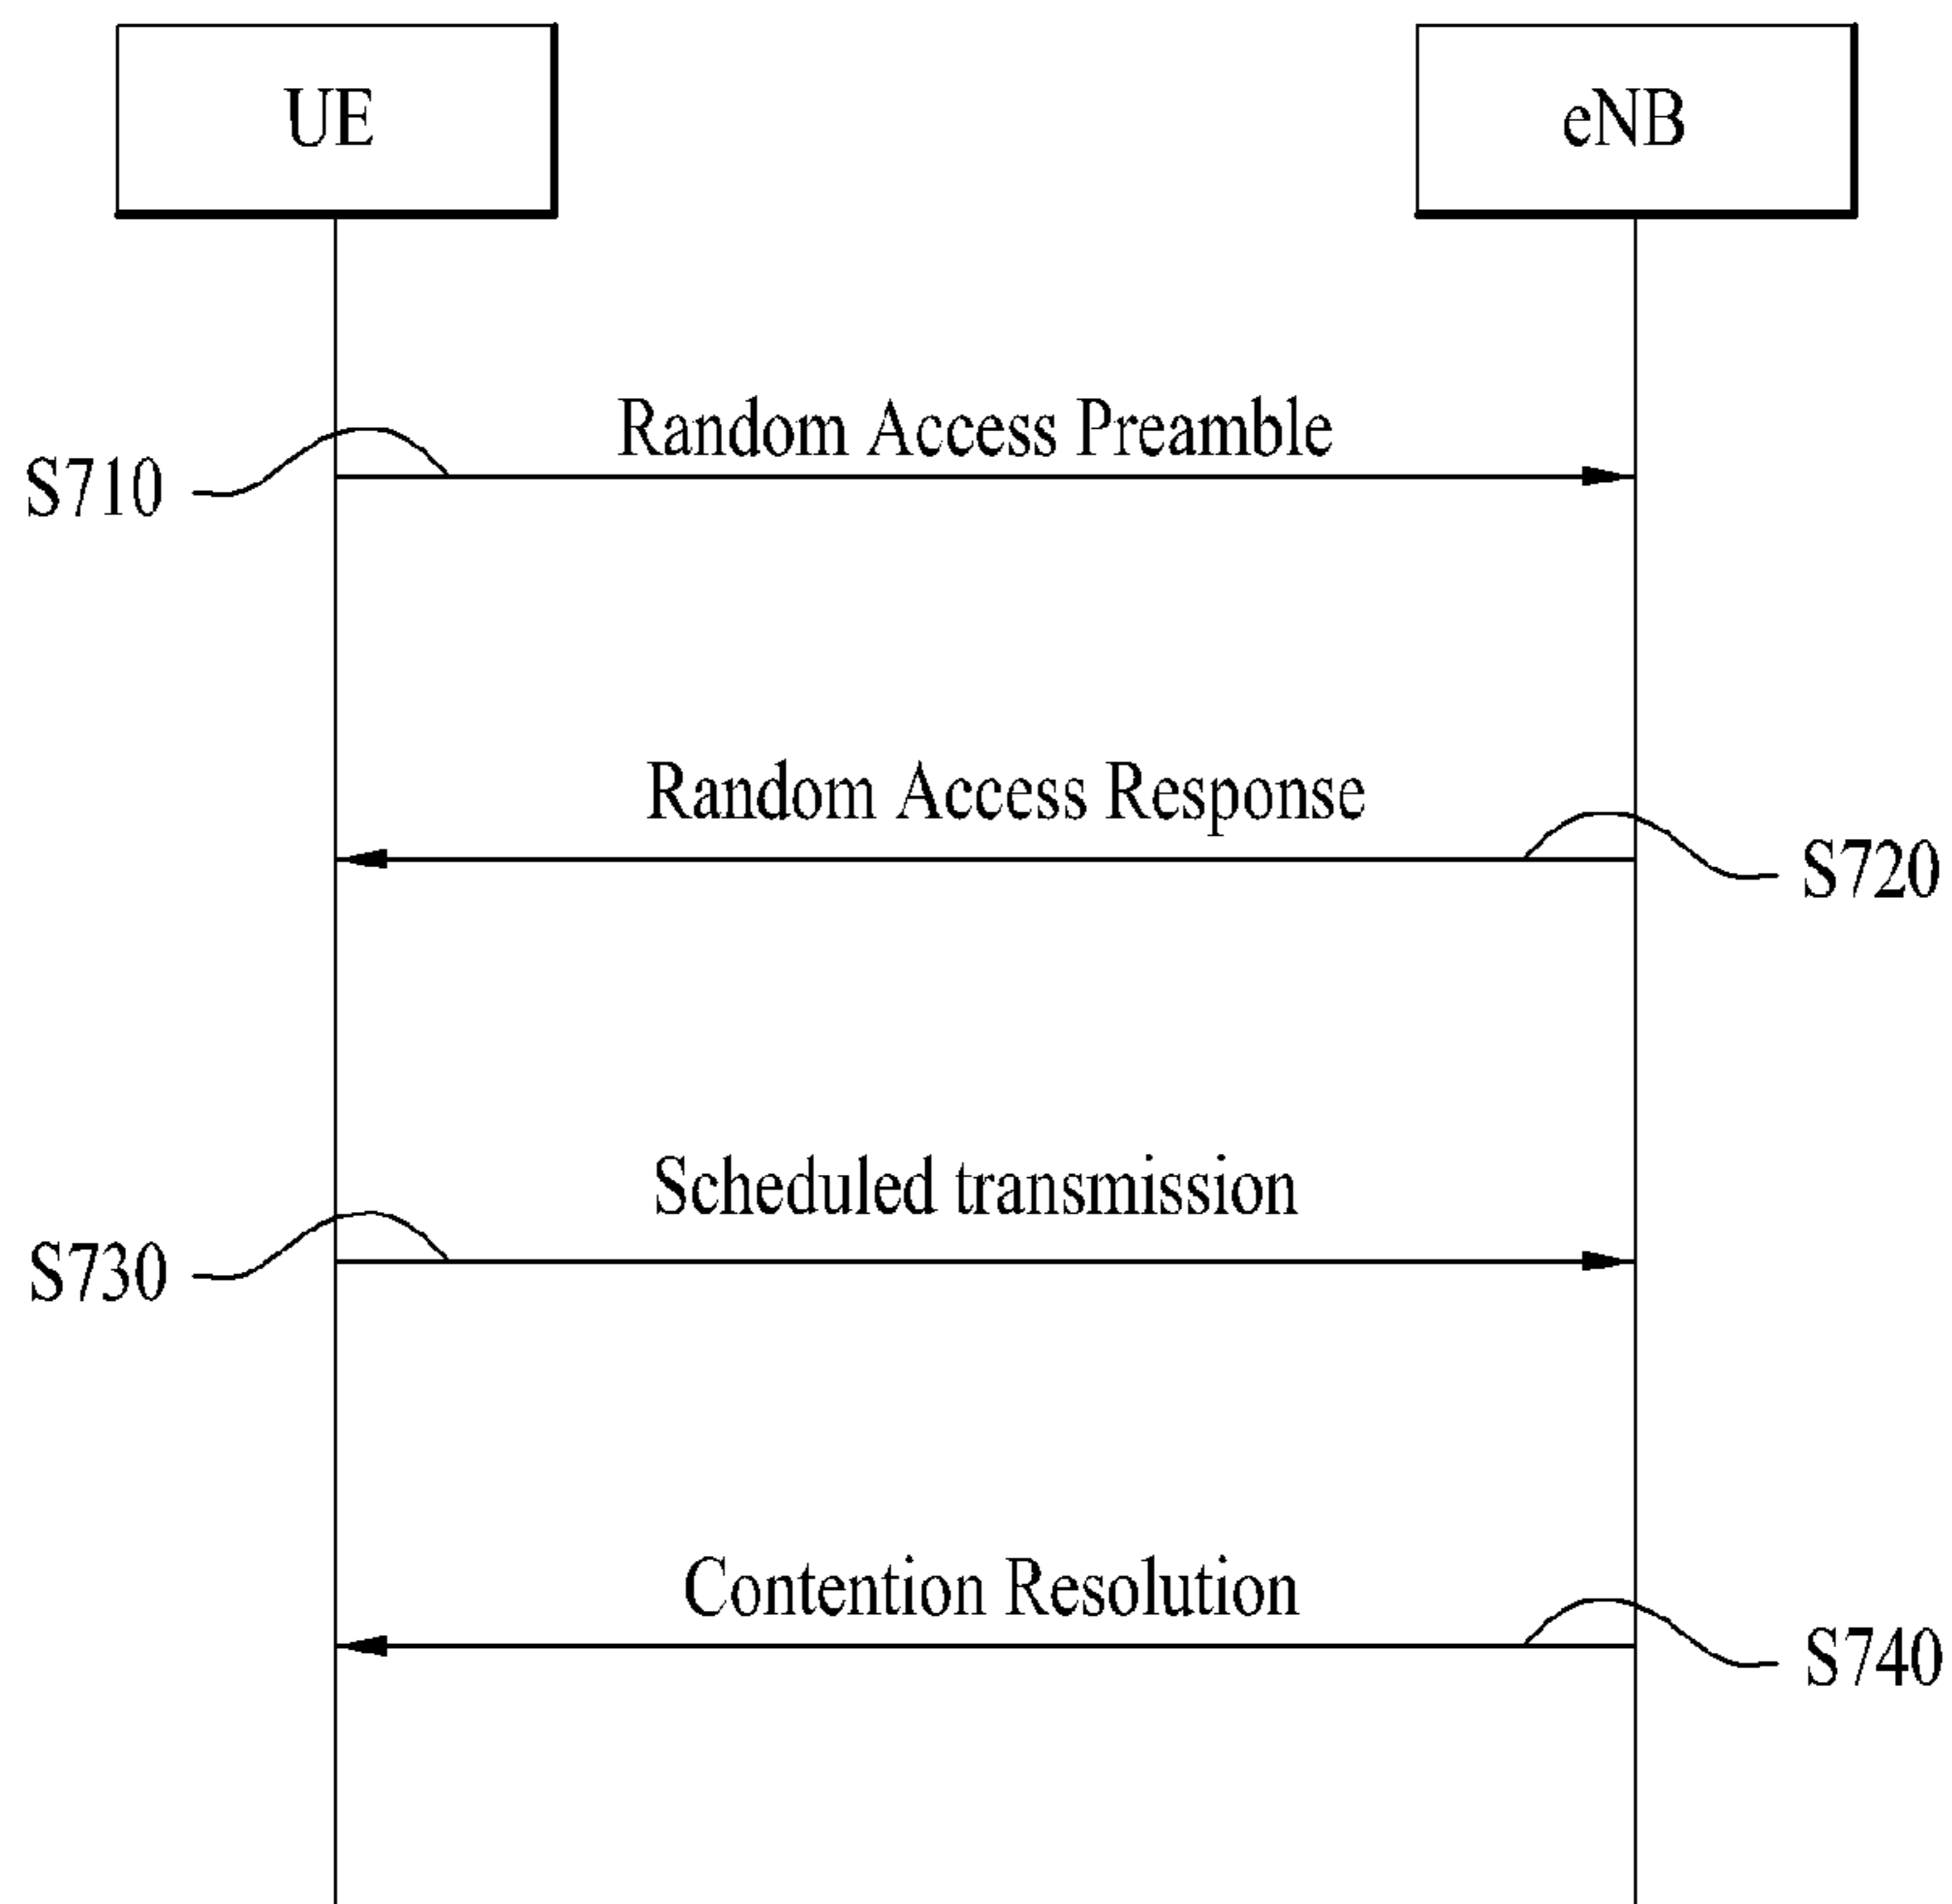 UE
eNB
Random Access Preamble
S710
Random Access Response
S720
Scheduled transmission
S730
Contention Resolution
S740